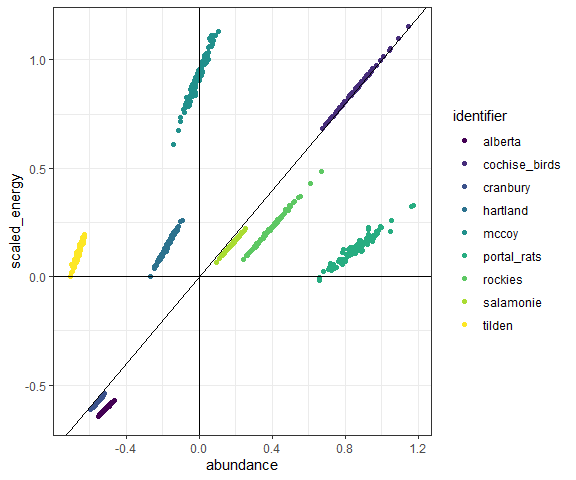 scaled_energy
1.0
0.5
0.0
-0.5
-0.4
0.0
0.4
0.8
1.2
abundance
identifier
alberta
cochise_birds
cranbury
hartland
mccoy
portal_rats
rockies
salamonie
tilden